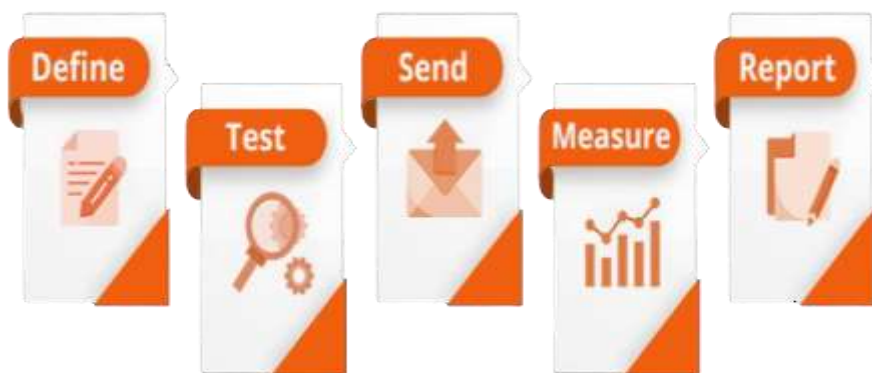 Define
Test
Send
Measure
Report